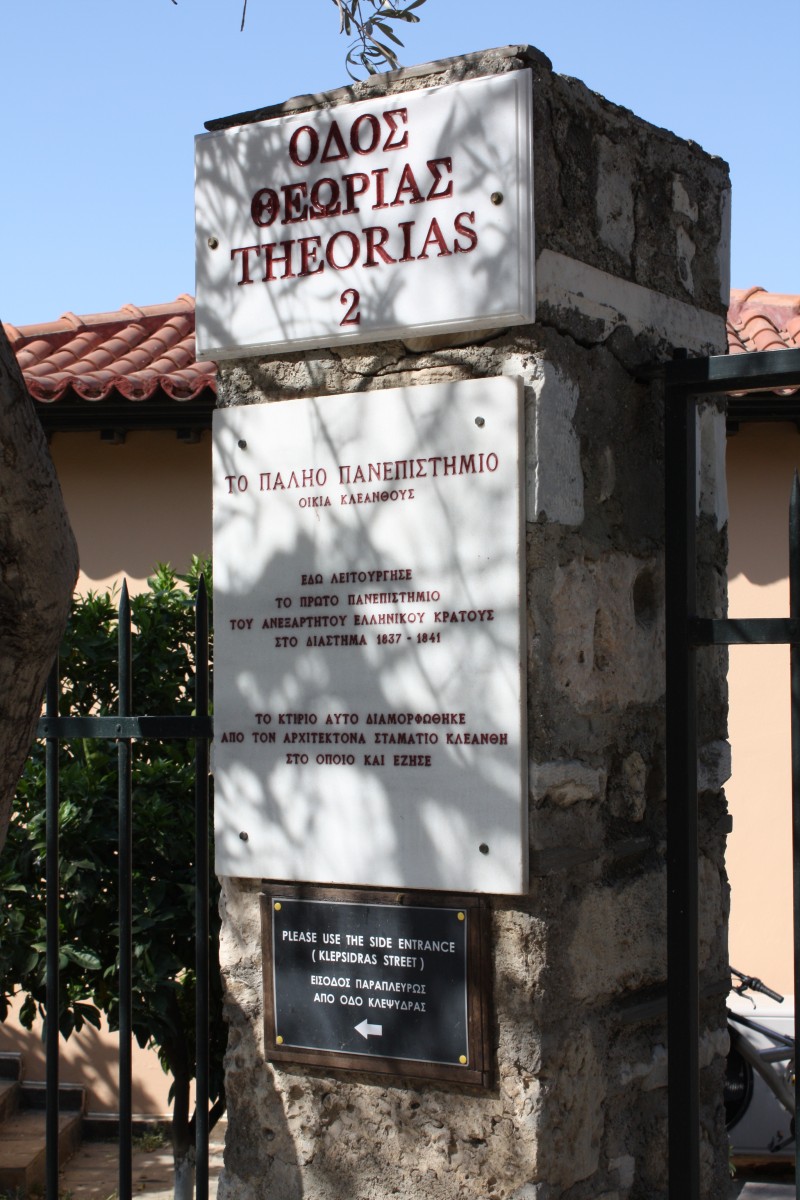 ΟΔΟΣ
ΘΕΩΡΙΑΣ
THEORIAS
2
ΤΟ ΠΑΛΗΟ ΠΑΝΕΠΙΣΤΗΜΙΟ
ΟΙΚΙΑ ΚΛΕΑΝΘΟΥΣ
ΕΔΩ ΛΕΙΤΟΥΡΓΗΣΕ
ΤΟ ΠΡΩΤΟ ΠΑΝΕΠΙΣΤΗΜΙΟ
ΤΟΥ ΑΝΕΞΑΡΤΗΤΟΥ ΕΛΛΗΝΙΚΟΥ ΚΡΑΤΟΥΣ
ΣΤΟ ΔΙΑΣΤΗΜΑ 1837 - 1841
ΤΟ ΚΤΙΡΙΟ ΑΥΤΟ ΔΙΑΜΟΡΦΩΘΗΚΕ
ΑΠΟ ΤΟΝ ΑΡΧΙΤΕΚΤΟΝΑ ΣΤΑΜΑΤΙΟ ΚΛΕΑΝΘΗ
ΣΤΟ ΟΠΟΙΟ ΚΑΙ ΕΖΗΣΕ
PLEASE USE THE SIDE ENTRANCE
( KLEPSIDRAS STREET )
ΕΙΣΟΔΟΣ ΠΑΡΑΠΛΕΥΡΩΣ
ΑΠΟ ΟΔΟ ΚΛΕΨΥΔΡΑΣ